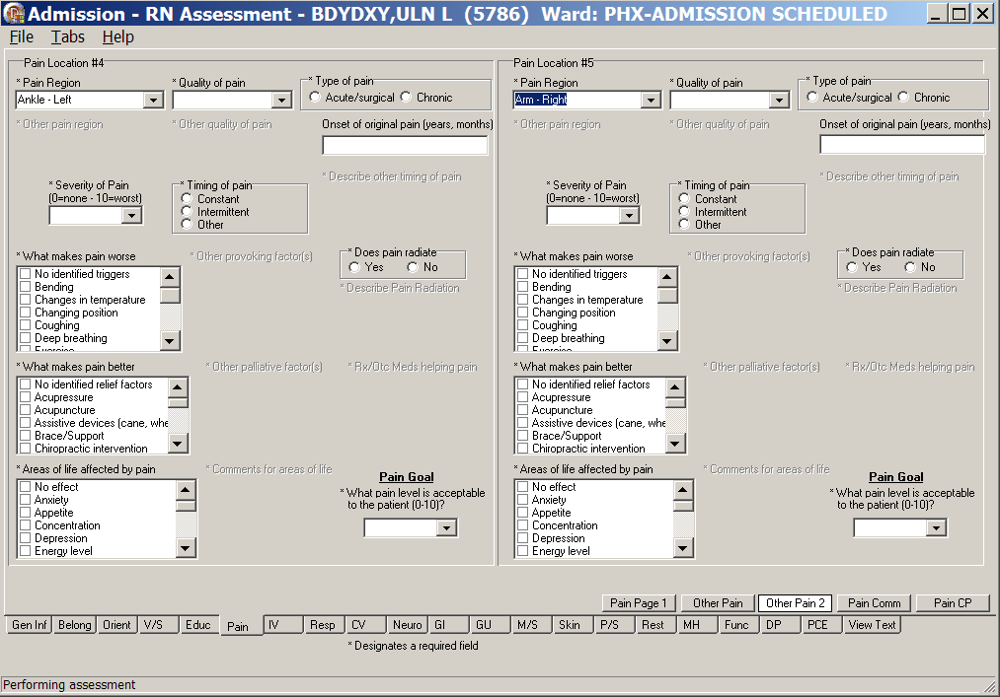 Admission - RN Assessment - BDYDXY,ULN L (5786) Ward: PHX-ADMISSION SCHEDULED
File Tabs Help
Pain Location #4
* Pain Region
* Quality of pain
* Type of pain
Ankle - Left
Acute/surgical
Chronic
* Other pain region
* Other quality of pain
Onset of original pain (years, months)
* Describe other timing of pain
* Severity of Pain
(0=none - 10=worst)
* Timing of pain
Constant
Intermittent
Other
* What makes pain worse
* Other provoking factor(s)
* Does pain radiate
Yes
No
* Describe Pain Radiation
No identified triggers
Bending
Changes in temperature
Changing position
Coughing
Deep breathing
Exercise
* What makes pain better
* Other palliative factor(s)
* Rx/Otc Meds helping pain
No identified relief factors
Acupressure
Acupuncture
Assistive devices (cane, whe
Brace/Support
Chiropractic intervention
* Areas of life affected by pain
* Comments for areas of life
No effect
Anxiety
Appetite
Concentration
Depression
Energy level
Pain Goal
* What pain level is acceptable
to the patient (0-10)?
Pain Location #5
* Pain Region
* Quality of pain
* Type of pain
Arm - Right
Acute/surgical
Chronic
* Other pain region
* Other quality of pain
Onset of original pain (years, months)
* Describe other timing of pain
* Severity of Pain
(0=none - 10=worst)
* Timing of pain
Constant
Intermittent
Other
* What makes pain worse
* Other provoking factor(s)
* Does pain radiate
Yes
No
* Describe Pain Radiation
No identified triggers
Bending
Changes in temperature
Changing position
Coughing
Deep breathing
Exercise
* What makes pain better
* Other palliative factor(s)
* Rx/Otc Meds helping pain
No identified relief factors
Acupressure
Acupuncture
Assistive devices (cane, whe
Brace/Support
Chiropractic intervention
* Areas of life affected by pain
* Comments for areas of life
No effect
Anxiety
Appetite
Concentration
Depression
Energy level
Pain Goal
* What pain level is acceptable
to the patient (0-10)?
Pain Page 1 Other Pain Other Pain 2 Pain Comm Pain CP
Gen Inf Belong Orient V/S Educ Pain IV Resp CV Neuro GI GU M/S Skin P/S Rest MH Func DP PCE View Text
* Designates a required field
Performing assessment